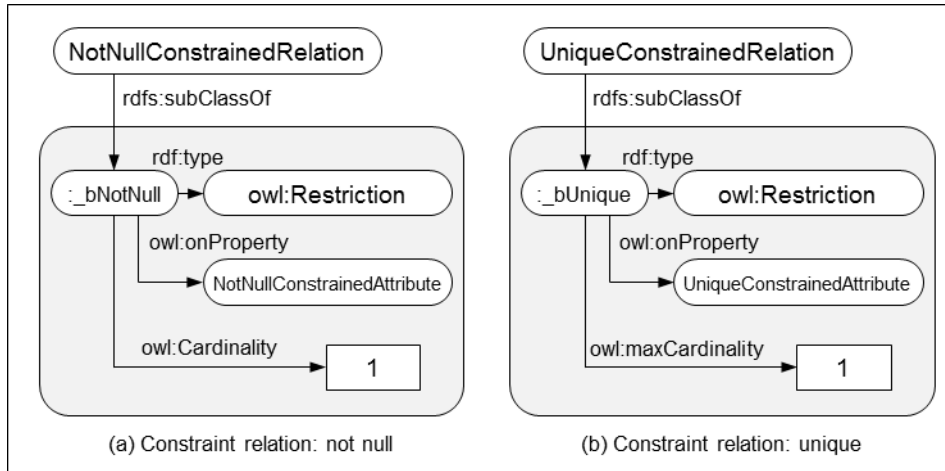 NotNullConstrainedRelation
rdfs:subClassOf
rdf:type
:_bNotNull
owl:Restriction
owl:onProperty
NotNullConstrainedAttribute
owl:Cardinality
1
(a) Constraint relation: not null
UniqueConstrainedRelation
rdfs:subClassOf
rdf:type
:_bUnique
owl:Restriction
owl:onProperty
UniqueConstrainedAttribute
owl:maxCardinality
1
(b) Constraint relation: unique